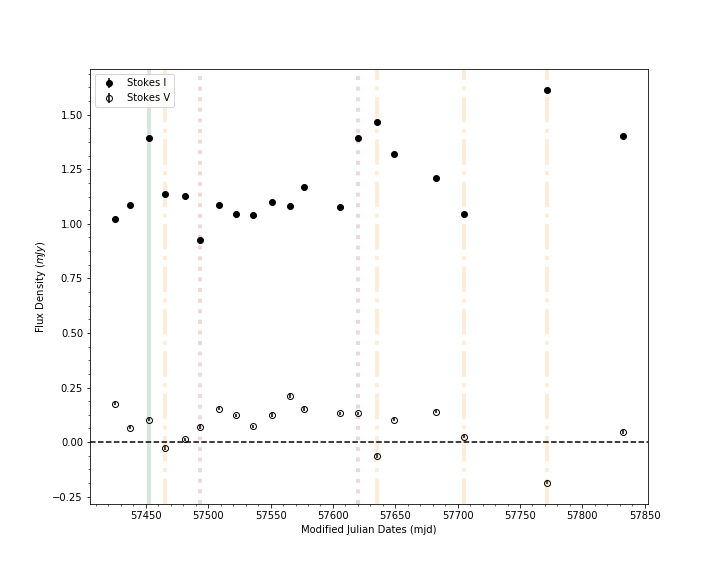 Stokes I
Stokes V
1.50
1.25
1.00
0.75
0.50
0.25
0.00
−0.25
Flux Density (mJy)
57450 57500 57550 57600 57650 57700 57750 57800 57850
Modified Julian Dates (mjd)